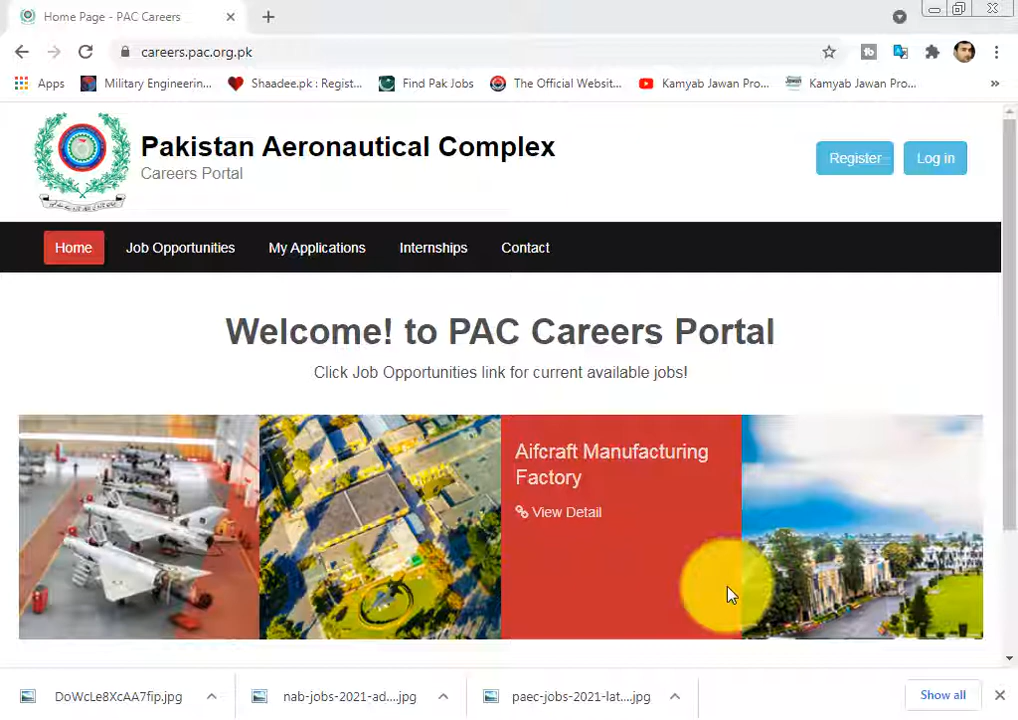 Home Page - PAC Careers
careers.pac.org.pk
Apps
Military Engineerin...
Shaadee.pk : Regist...
Find Pak Jobs
The Official Websit...
Kamyab Jawan Pro...
Kamyab Jawan Pro...
»
Pakistan Aeronautical Complex
Careers Portal
Register
Log in
Home
Job Opportunities
My Applications
Internships
Contact
Welcome! to PAC Careers Portal
Click Job Opportunities link for current available jobs!
Aifcraft Manufacturing
Factory
View Detail
DoWcLe8XcAA7fip.jpg
nab-jobs-2021-ad....jpg
paec-jobs-2021-lat....jpg
Show all